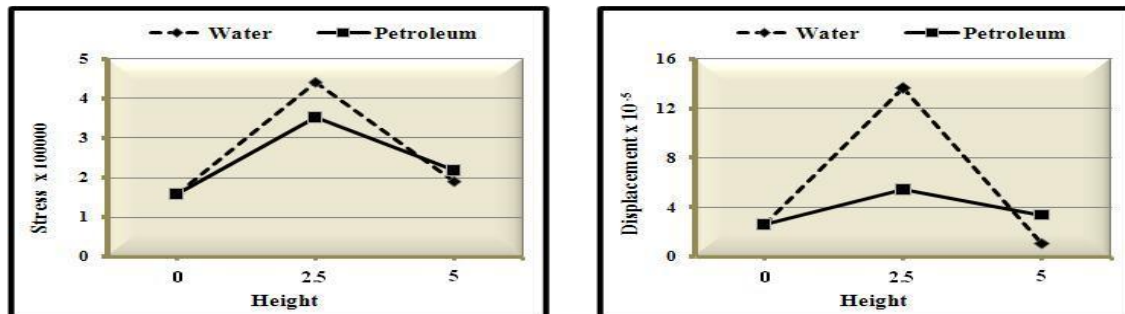 Water Petroleum
5
4
3
2
1
0
Stress x100000
0 2.5 5
Height
Water Petroleum
16
12
8
4
0
Displacement x 10⁻⁵
0 2.5 5
Height